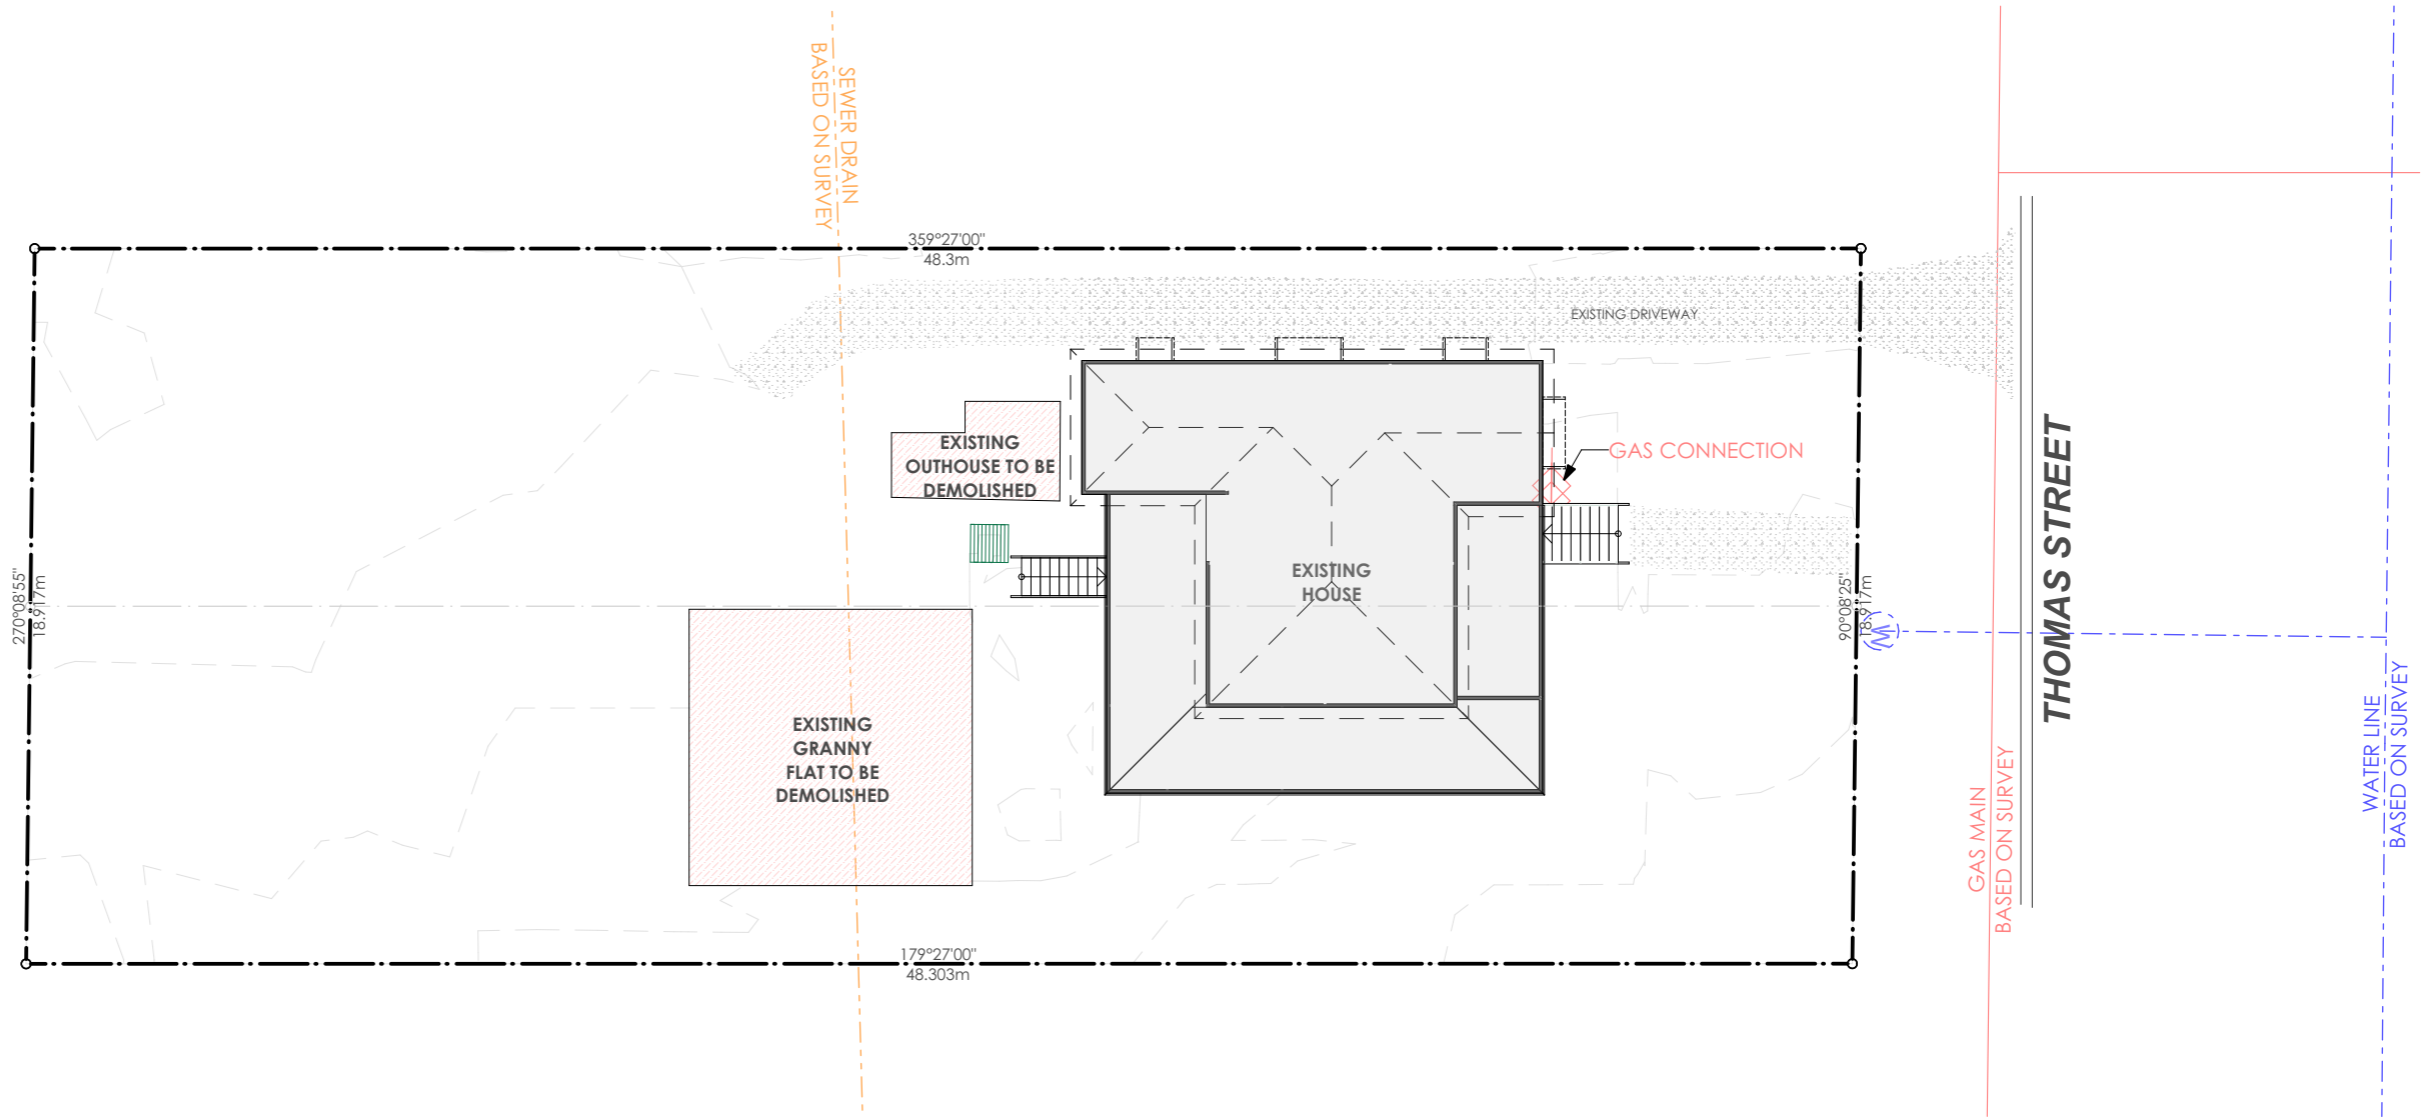 SEWER DRAIN
BASED ON SURVEY
359°27'00"
48.3m
EXISTING DRIVEWAY
EXISTING
OUTHOUSE TO BE
DEMOLISHED
GAS CONNECTION
THOMAS STREET
270°08'55"
18.917m
EXISTING
HOUSE
90°08'25"
18.917m
W
EXISTING
GRANNY
FLAT TO BE
DEMOLISHED
GAS MAIN
BASED ON SURVEY
WATER LINE
BASED ON SURVEY
179°27'00"
48.303m